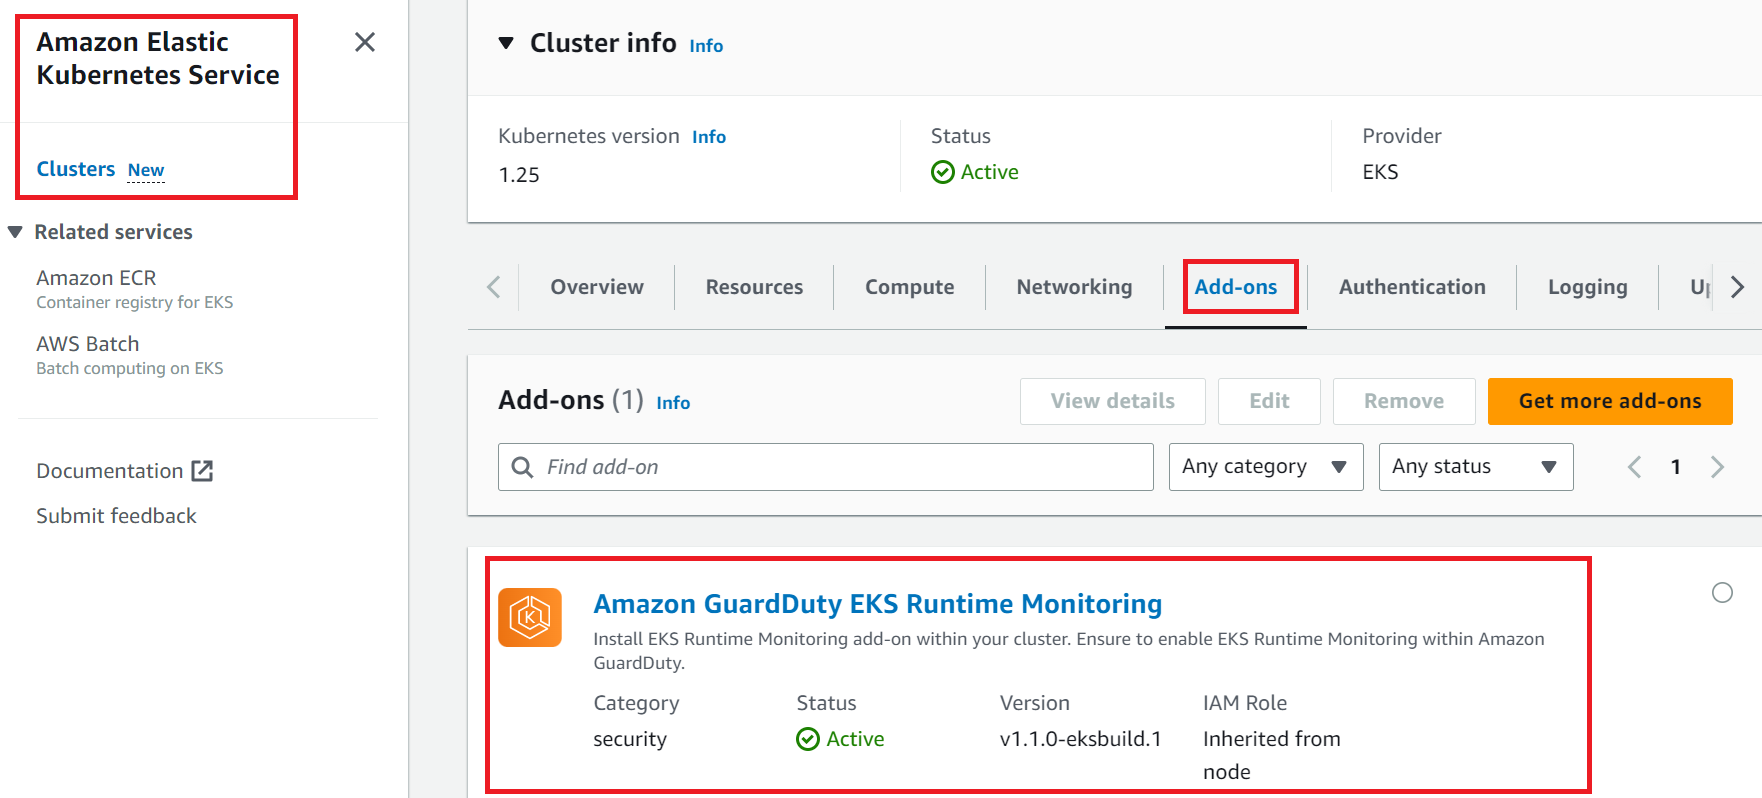 Amazon Elastic
Kubernetes Service
Clusters New
Related services
Amazon ECR
Container registry for EKS
AWS Batch
Batch computing on EKS
Documentation
Submit feedback
Cluster info Info
Kubernetes version Info
1.25
Status
Active
Provider
EKS
Overview
Resources
Compute
Networking
Add-ons
Authentication
Logging
Add-ons (1) Info
View details
Edit
Remove
Get more add-ons
Find add-on
Any category
Any status
1
K
Amazon GuardDuty EKS Runtime Monitoring
Install EKS Runtime Monitoring add-on within your cluster. Ensure to enable EKS Runtime Monitoring within Amazon
GuardDuty.
Category
security
Status
Active
Version
v1.1.0-eksbuild.1
IAM Role
Inherited from
node